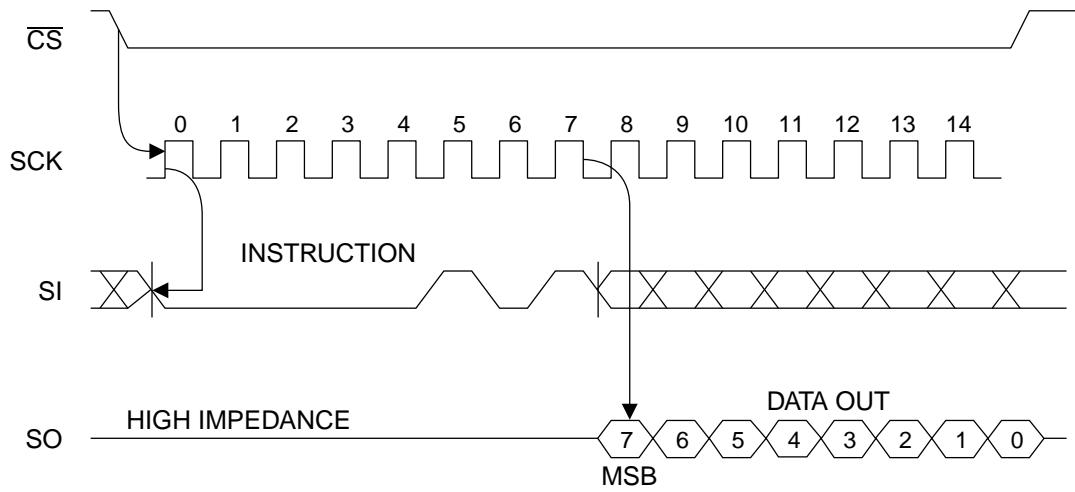 CS
0 1 2 3 4 5 6 7 8 9 10 11 12 13 14
SCK
INSTRUCTION
SI
HIGH IMPEDANCE
DATA OUT
SO
7 6 5 4 3 2 1 0
MSB